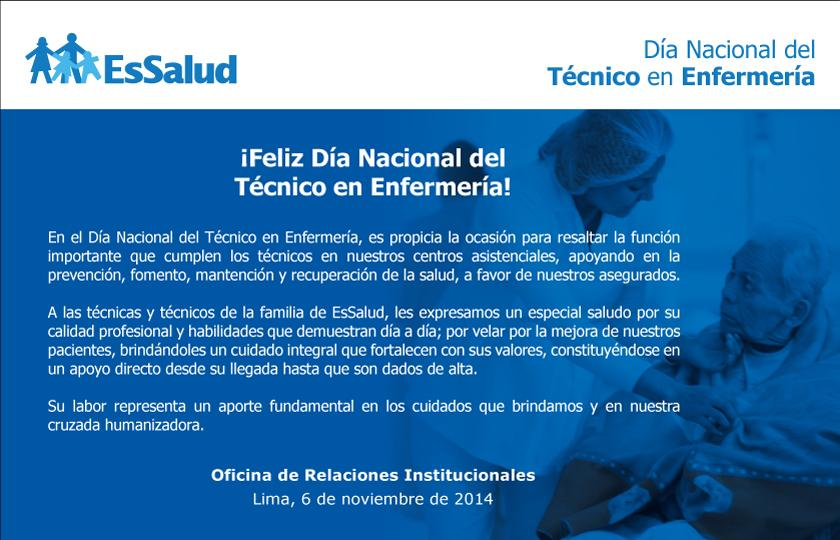 EsSalud
Día Nacional del
Técnico en Enfermería
¡Feliz Día Nacional del
Técnico en Enfermería!
En el Día Nacional del Técnico en Enfermería, es propicia la ocasión para resaltar la función
importante que cumplen los técnicos en nuestros centros asistenciales, apoyando en la
prevención, fomento, mantención y recuperación de la salud, a favor de nuestros asegurados.
A las técnicas y técnicos de la familia de EsSalud, les expresamos un especial saludo por su
calidad profesional y habilidades que demuestran día a día; por velar por la mejora de nuestros
pacientes, brindándoles un cuidado integral que fortalecen con sus valores, constituyéndose en
un apoyo directo desde su llegada hasta que son dados de alta.
Su labor representa un aporte fundamental en los cuidados que brindamos y en nuestra
cruzada humanizadora.
Oficina de Relaciones Institucionales
Lima, 6 de noviembre de 2014